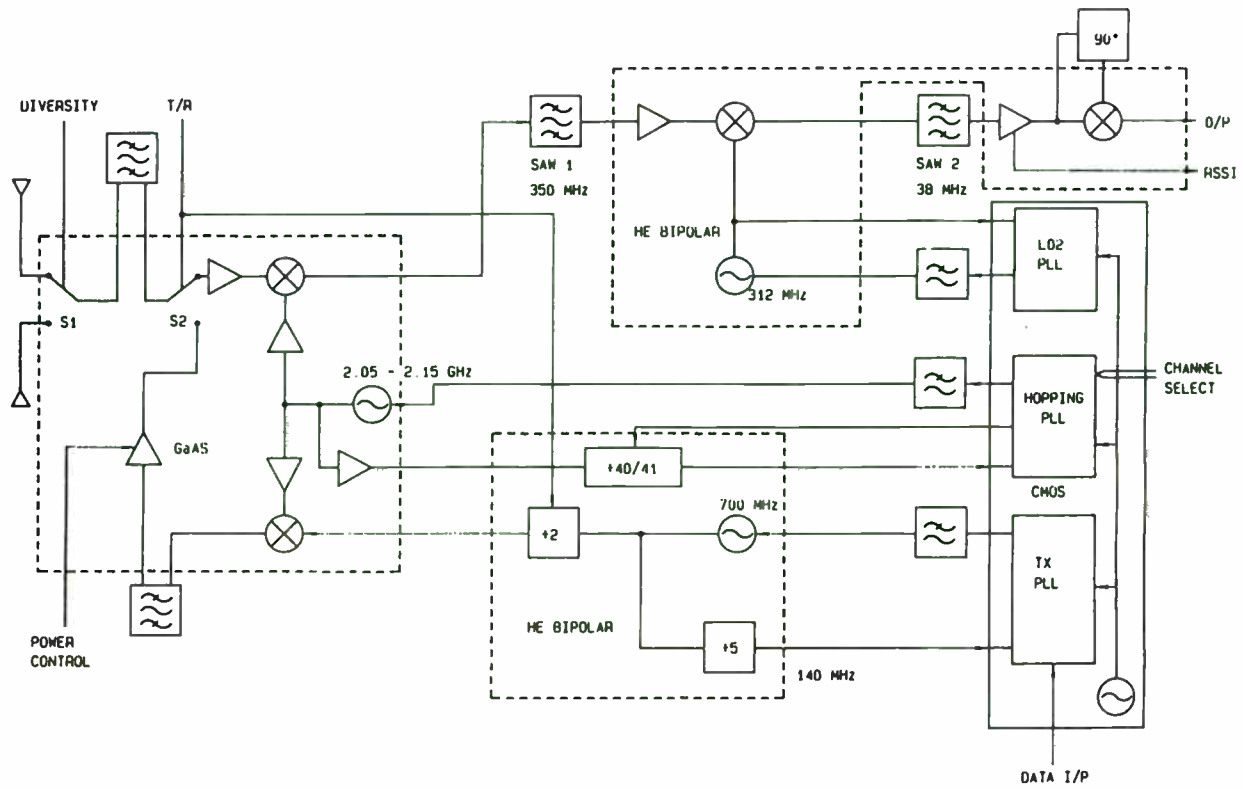 90°
DIVERSITY
T/R
SAW 1
350 MHz
SAW 2
38 MHz
O/P
RSSI
HE BIPOLAR
312 MHz
LO2
PLL
S1
S2
2.05 - 2.15 GHz
CHANNEL
SELECT
HOPPING
PLL
GaAS
÷40/41
CMOS
700 MHz
÷2
TX
PLL
HE BIPOLAR
÷5
140 MHz
POWER
CONTROL
DATA I/P